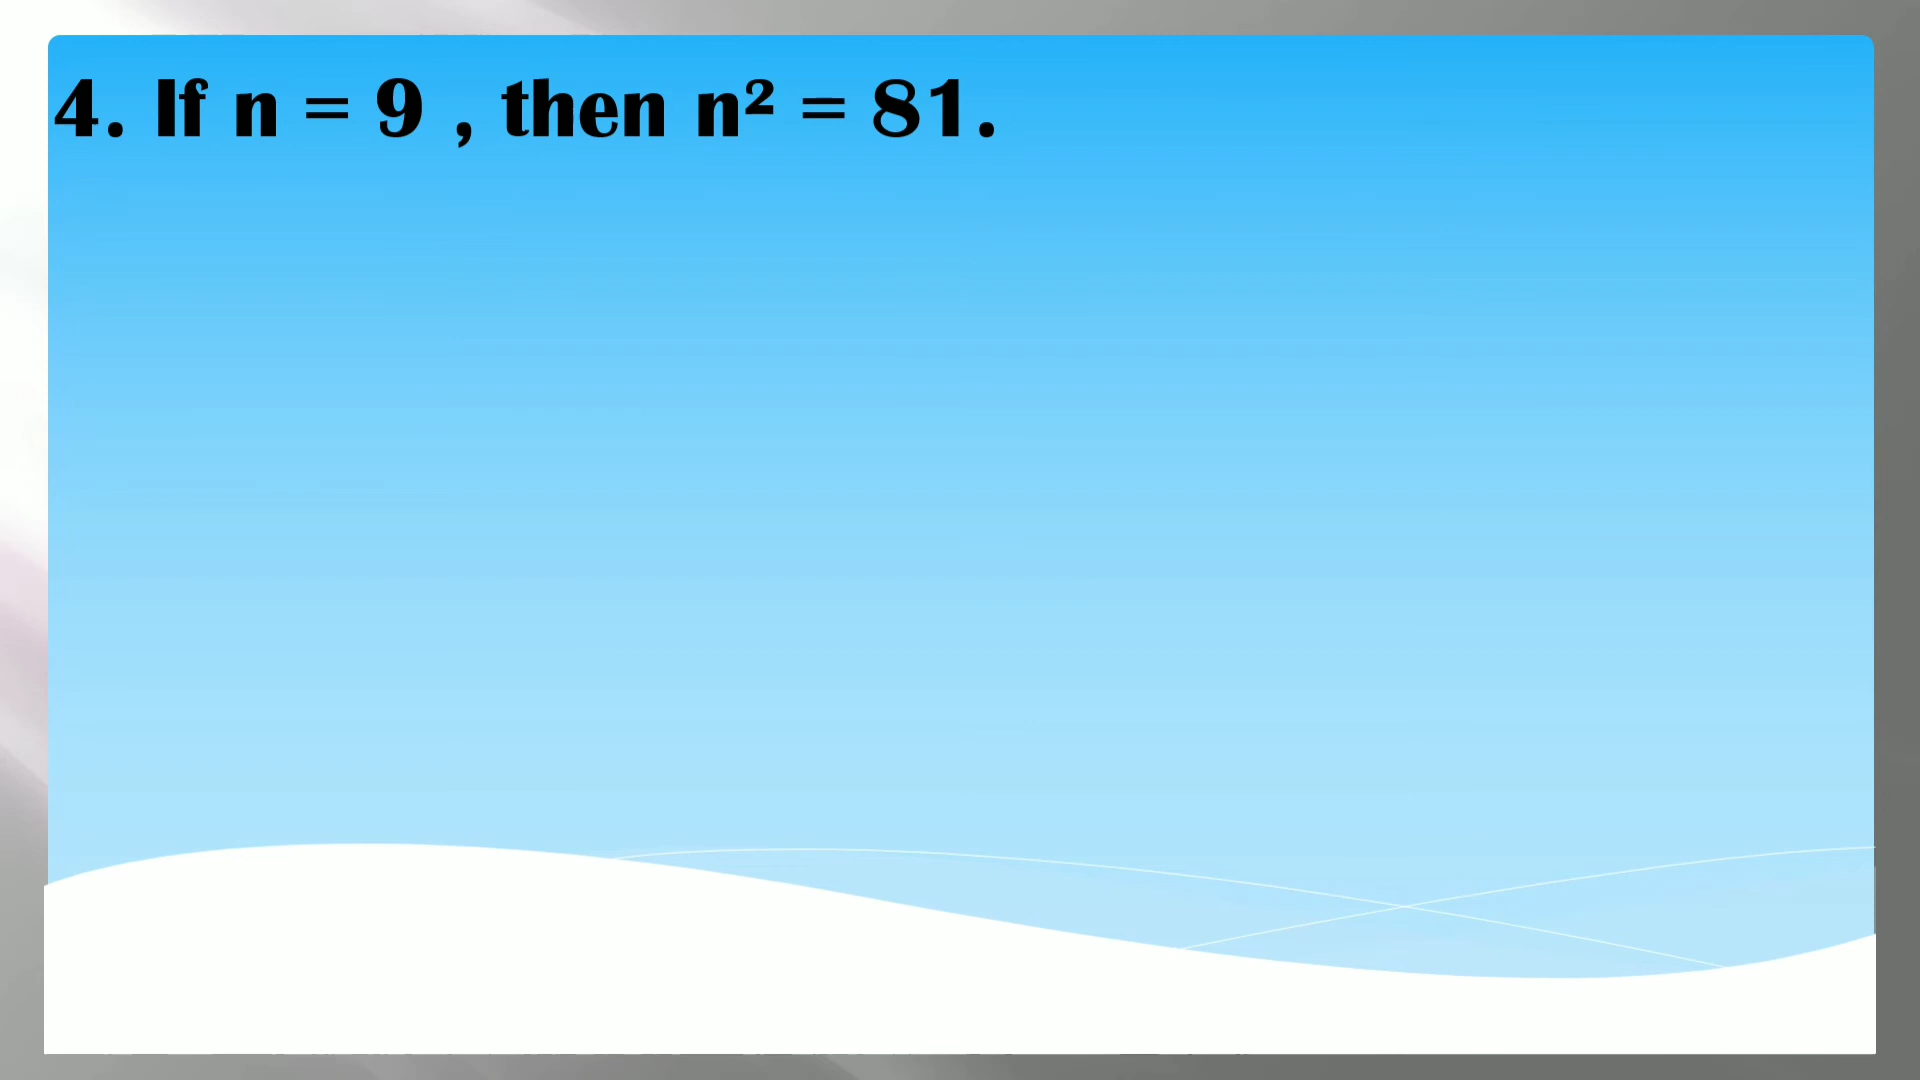 4. If n = 9 , then n² = 81.